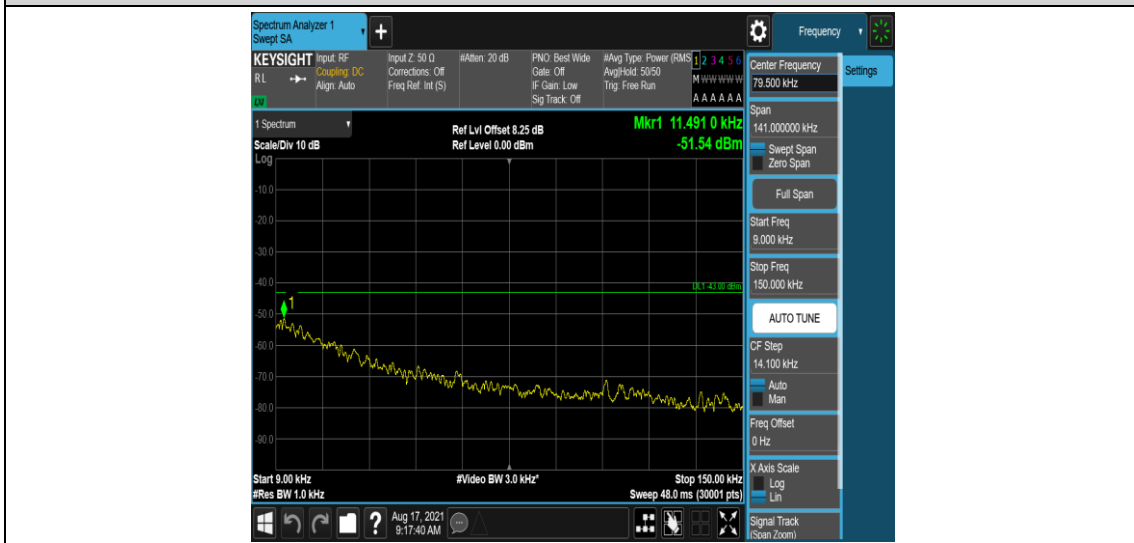 Spectrum Analyzer 1
Swept SA
+
Frequency
KEYSIGHT
RL
LXI
Input: RF
Coupling: DC
Align: Auto
Input Z: 50 Ω
Corrections: Off
Freq Ref: Int (S)
#Atten: 20 dB
PNO: Best Wide
Gate: Off
IF Gain: Low
Sig Track: Off
#Avg Type: Power (RMS
Avg|Hold: 50/50
Trig: Free Run
1 2 3 4 5 6
M W W W W W
A A A A A A
1 Spectrum
Scale/Div 10 dB
Ref Lvl Offset 8.25 dB
Ref Level 0.00 dBm
Mkr1 11.491 0 kHz
-51.54 dBm
Log
-10.0
-20.0
-30.0
-40.0
DL1 -43.00 dBm
1
-50.0
-60.0
-70.0
-80.0
-90.0
Start 9.00 kHz
#Video BW 3.0 kHz*
Stop 150.00 kHz
#Res BW 1.0 kHz
Sweep 48.0 ms (30001 pts)
?
Aug 17, 2021
9:17:40 AM
Center Frequency
79.500 kHz
Settings
Span
141.000000 kHz
Swept Span
Zero Span
Full Span
Start Freq
9.000 kHz
Stop Freq
150.000 kHz
AUTO TUNE
CF Step
14.100 kHz
Auto
Man
Freq Offset
0 Hz
X Axis Scale
Log
Lin
Signal Track
(Span Zoom)